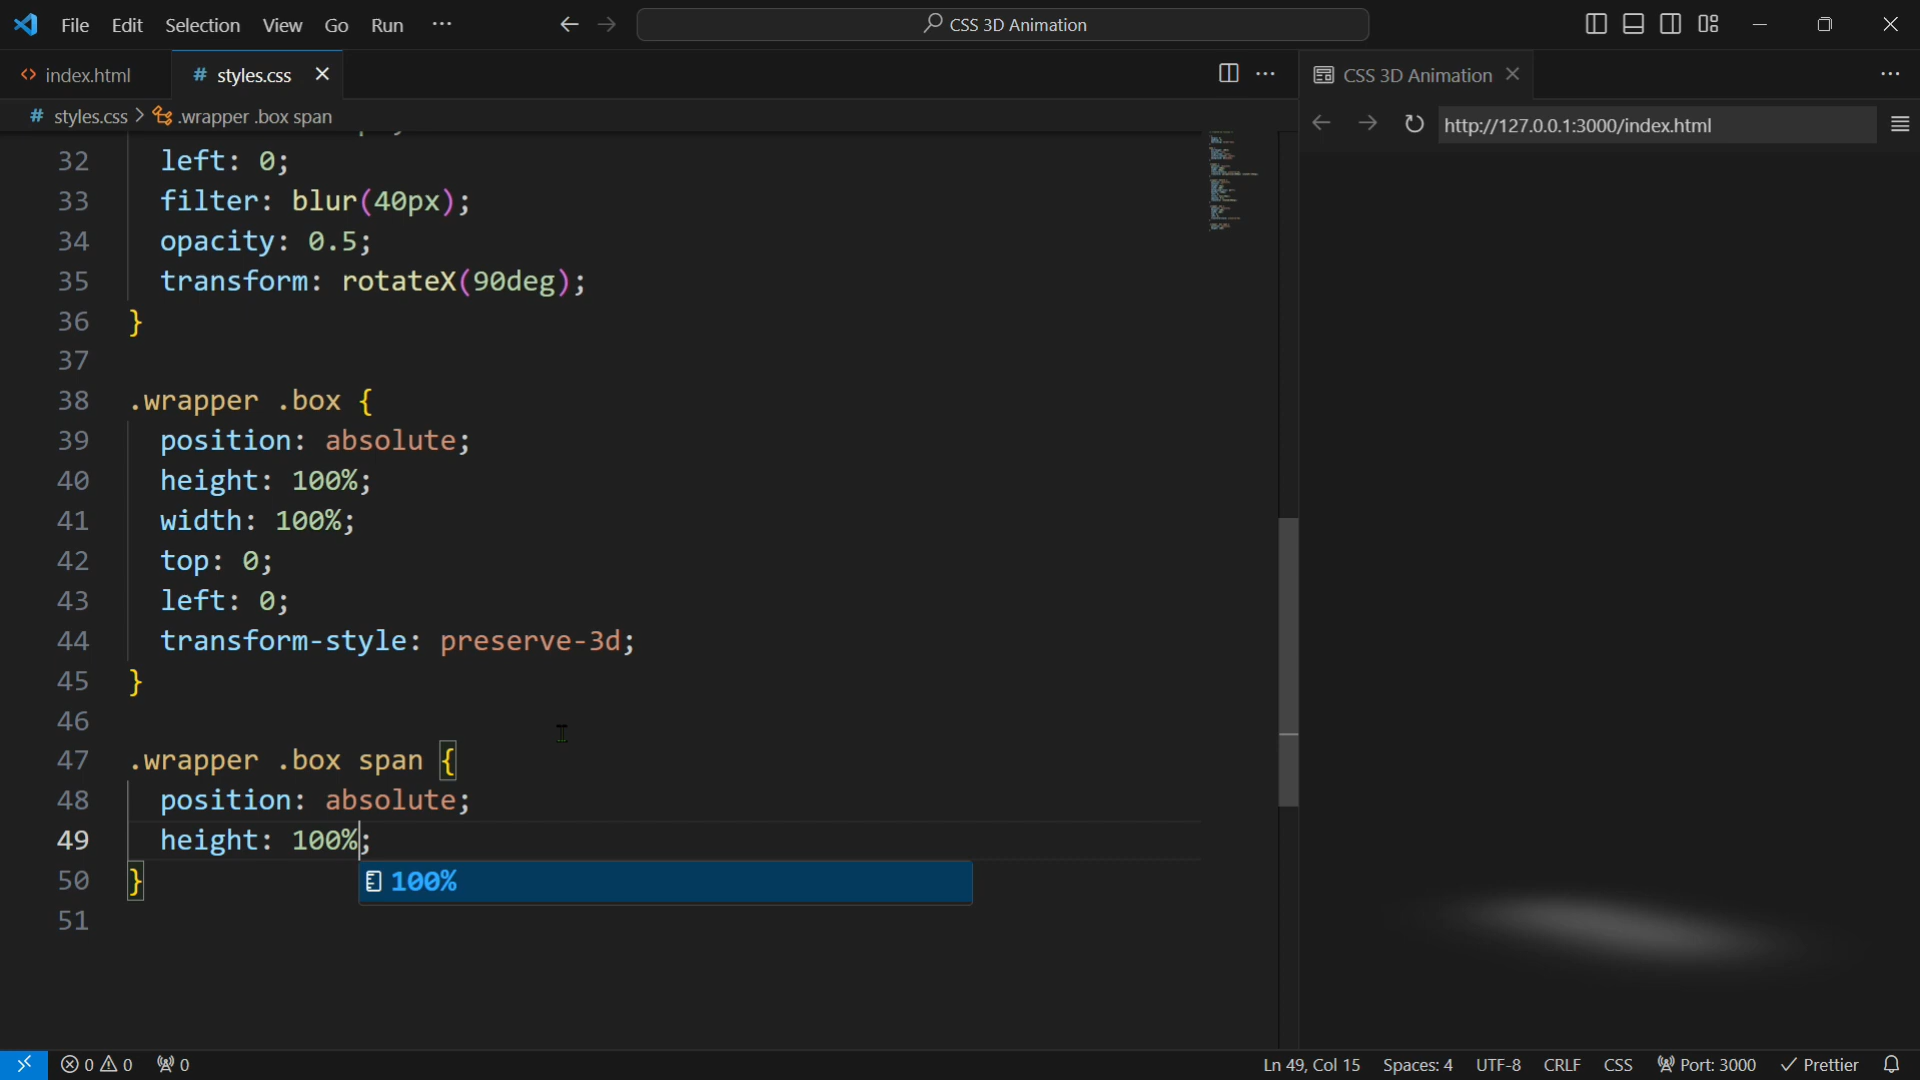 File Edit Selection View Go Run ···
CSS 3D Animation
index.html
# styles.css
CSS 3D Animation
# styles.css > .wrapper .box span
http://127.0.0.1:3000/index.html
32 left: 0;
33 filter: blur(40px);
34 opacity: 0.5;
35 transform: rotateX(90deg);
36 }
37
38 .wrapper .box {
39 position: absolute;
40 height: 100%;
41 width: 100%;
42 top: 0;
43 left: 0;
44 transform-style: preserve-3d;
45 }
46
47 .wrapper .box span {
48 position: absolute;
49 height: 100%;
50 }
100%
51
0 0 0
Ln 49, Col 15 Spaces: 4 UTF-8 CRLF CSS Port: 3000 Prettier